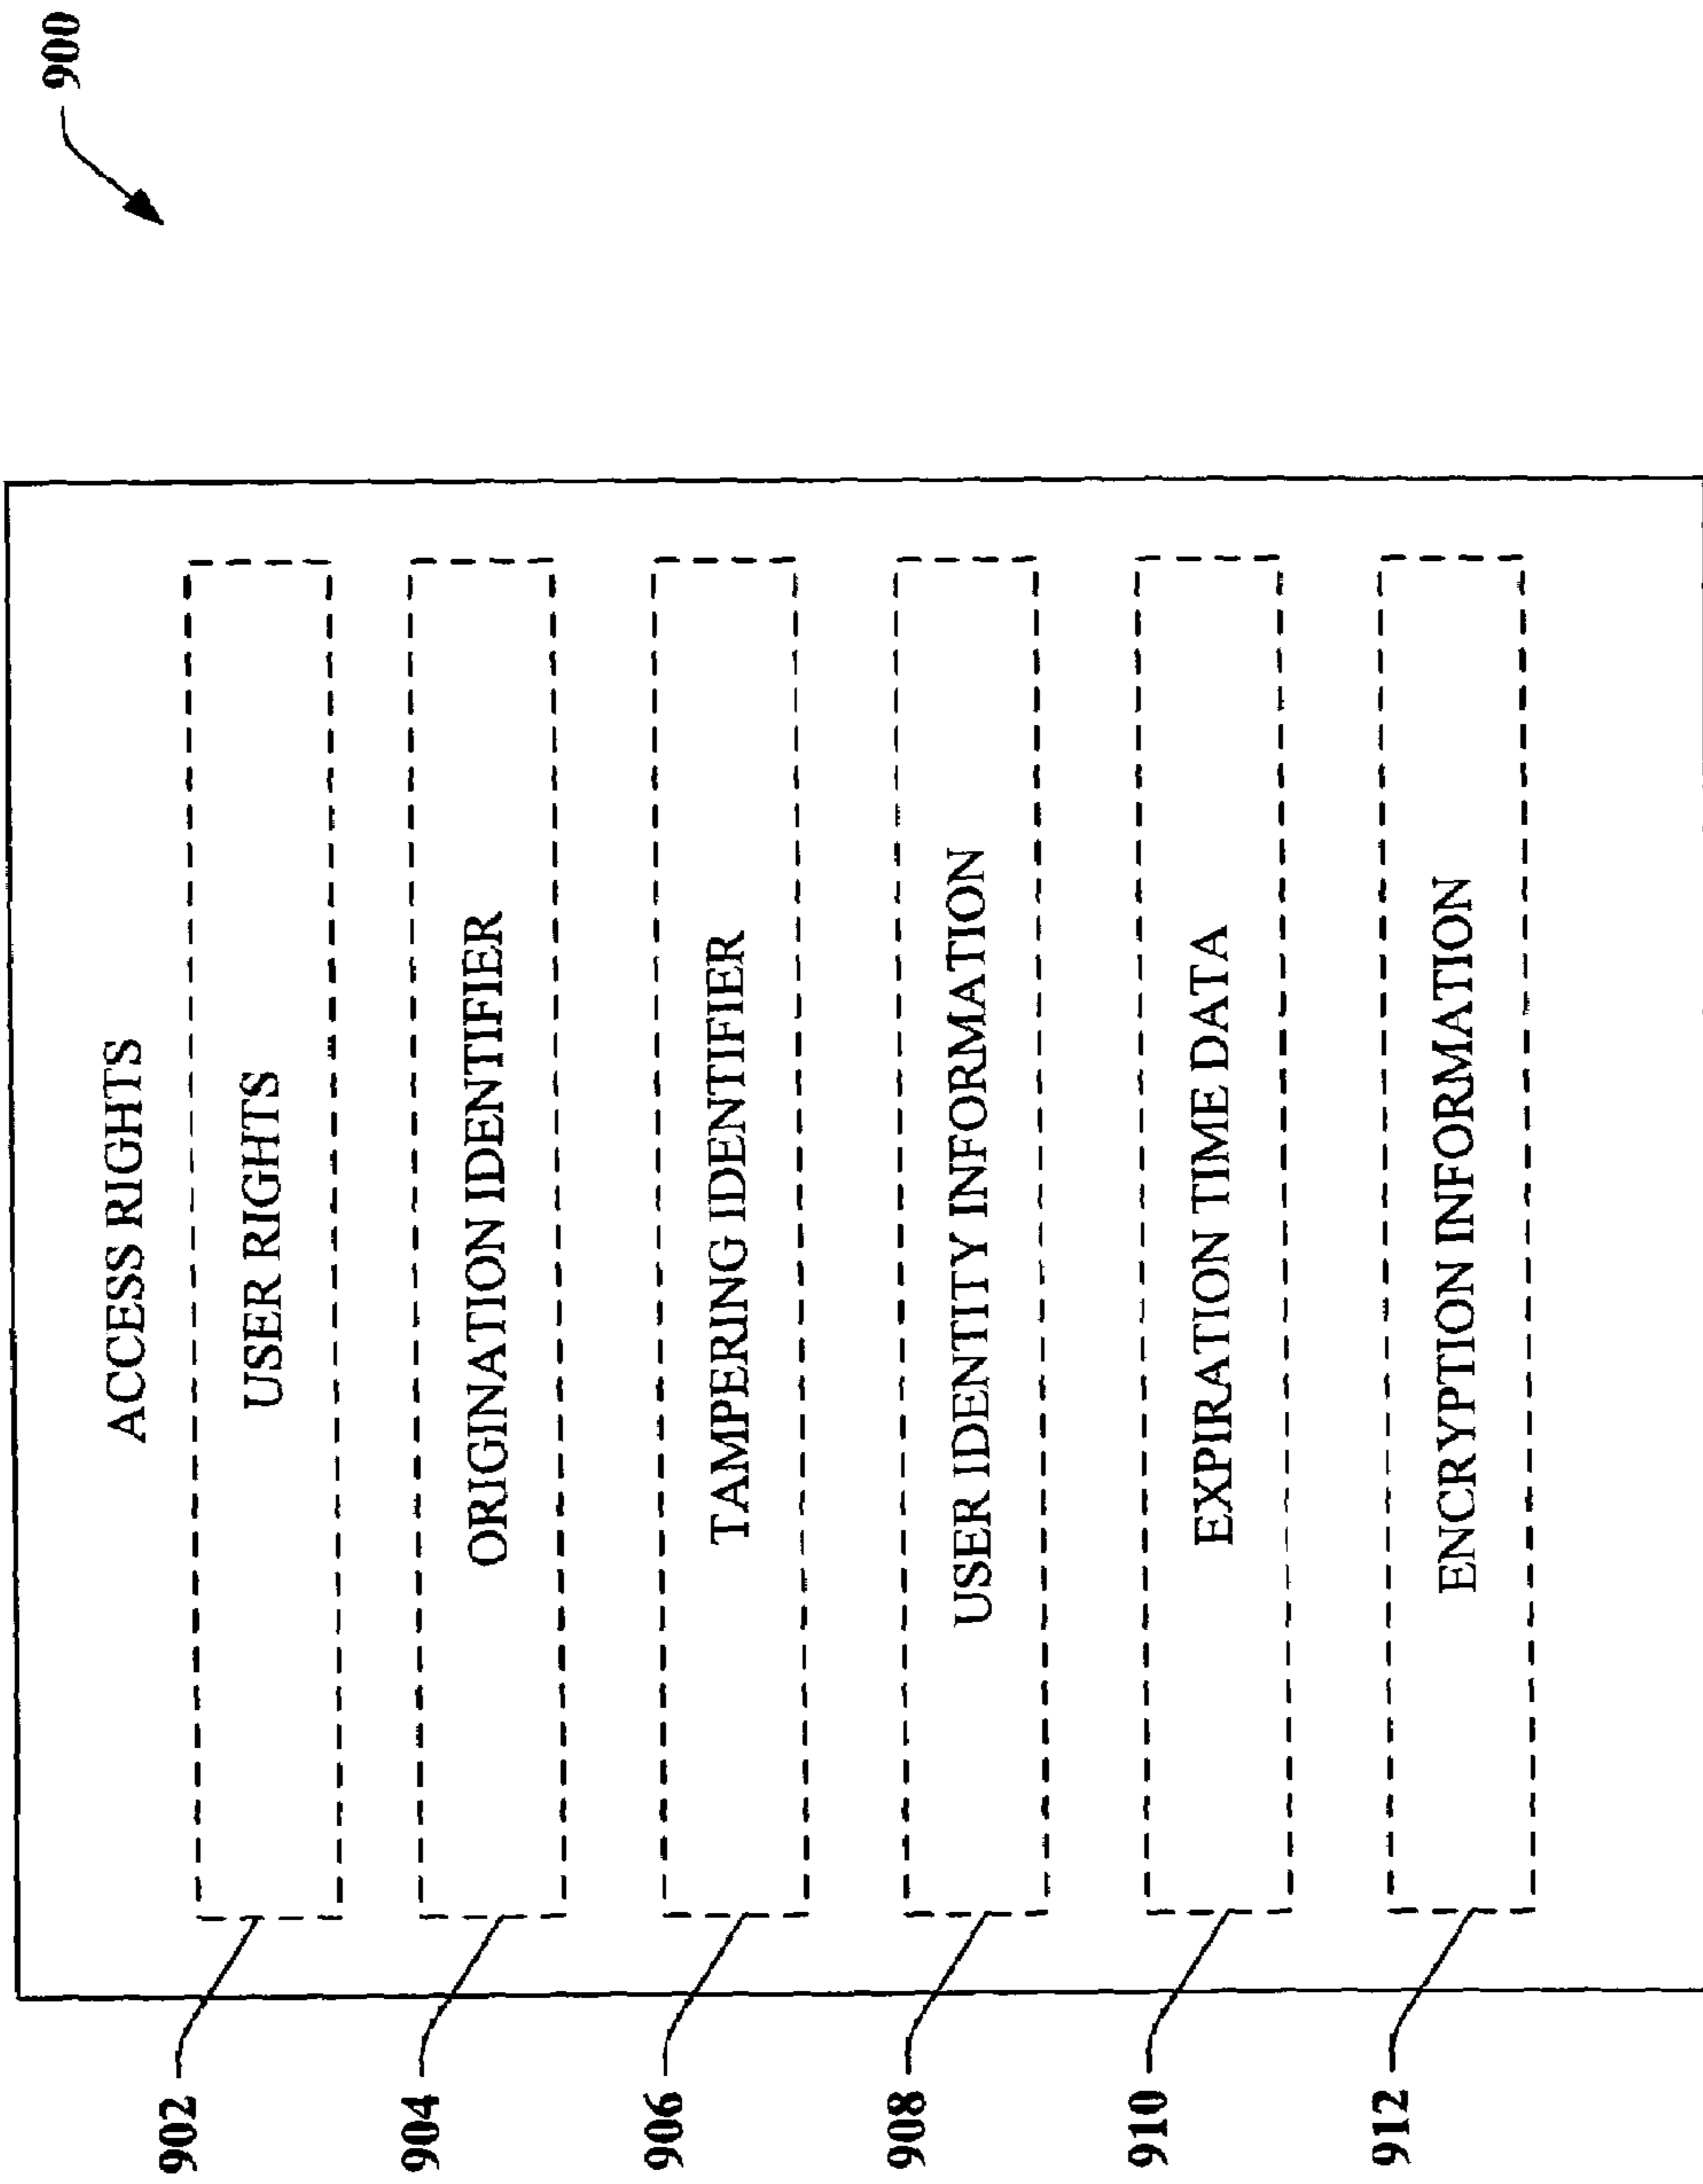 900
ACCESS RIGHTS
902
USER RIGHTS
904
ORIGINATION IDENTIFIER
906
TAMPERING IDENTIFIER
908
USER IDENTITY INFORMATION
910
EXPIRATION TIME DATA
912
ENCRYPTION INFORMATION